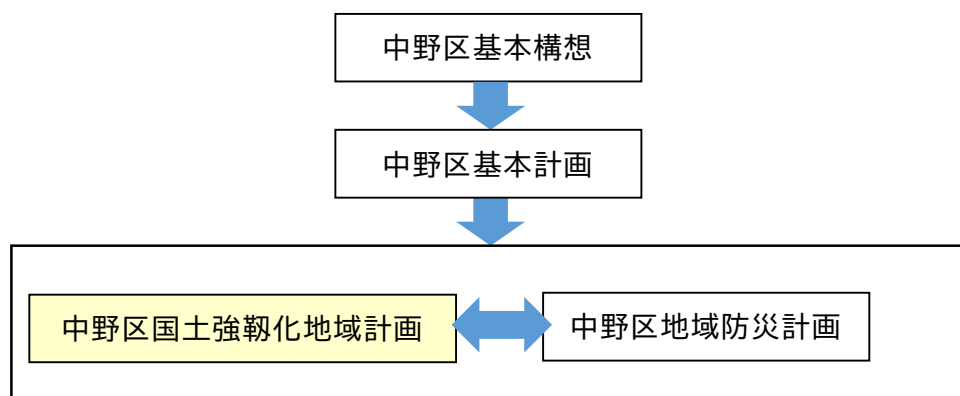 中野区基本構想
中野区基本計画
中野区国土強靱化地域計画
中野区地域防災計画